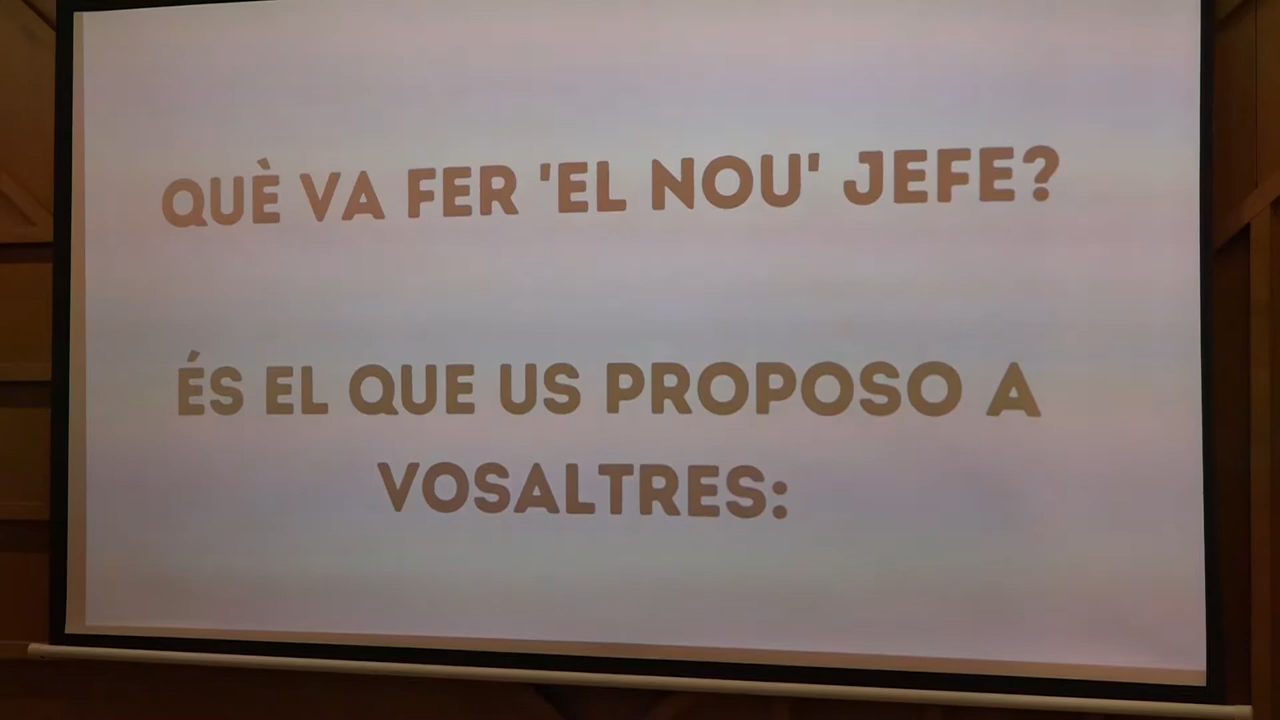 QUÈ VA FER 'EL NOU' JEFE?
ÉS EL QUE US PROPOSO A
VOSALTRES: